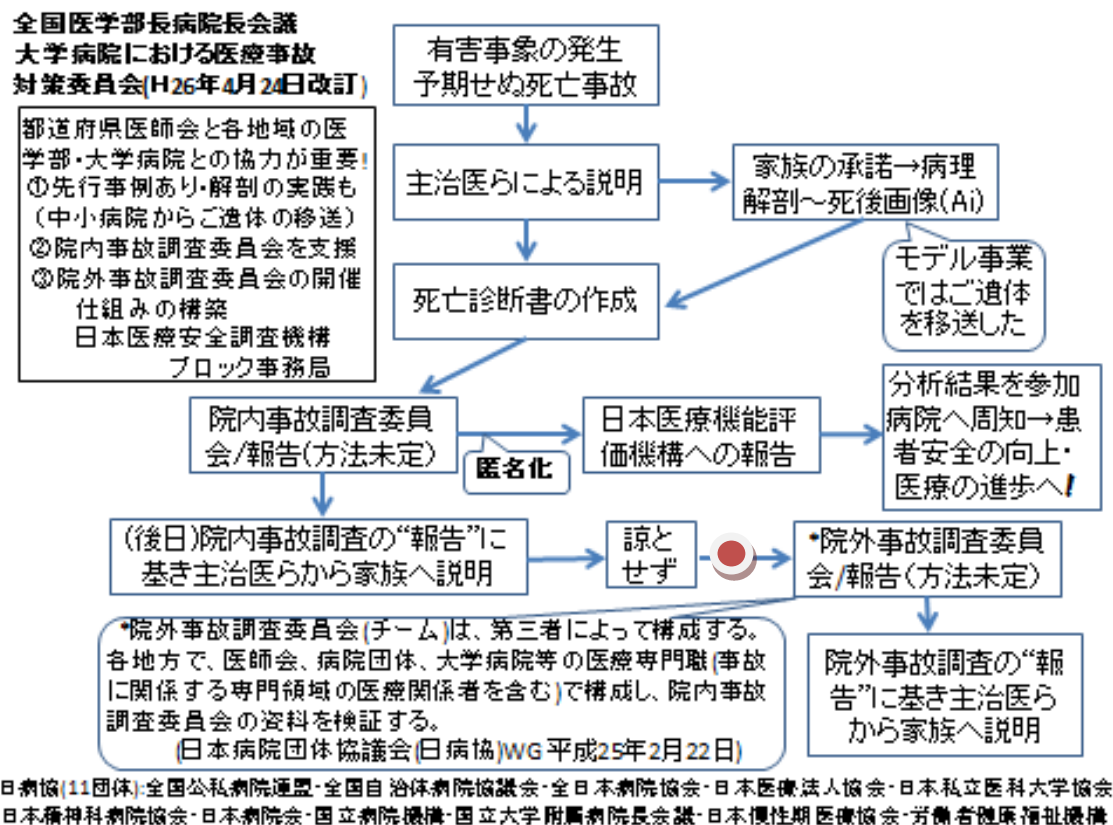 全国医学部長病院長会議
大学病院における医療事故
対策委員会(H26年4月24日改訂)
都道府県医師会と各地域の医
学部・大学病院との協力が重要!
①先行事例あり・解剖の実践も
(中小病院からご遺体の移送)
②院内事故調査委員会を支援
③院外事故調査委員会の開催
仕組みの構築
日本医療安全調査機構
ブロック事務局
有害事象の発生
予期せぬ死亡事故
主治医らによる説明
家族の承諾→病理
解剖～死後画像(Ai)
モデル事業
ではご遺体
を移送した
死亡診断書の作成
院内事故調査委員
会/報告(方法未定)
匿名化
日本医療機能評
価機構への報告
分析結果を参加
病院へ周知→患
者安全の向上・
医療の進歩へ!
(後日)院内事故調査の“報告”に
基き主治医らから家族へ説明
諒と
せず
*院外事故調査委員
会/報告(方法未定)
*院外事故調査委員会(チーム)は、第三者によって構成する。
各地方で、医師会、病院団体、大学病院等の医療専門職(事故
に関係する専門領域の医療関係者を含む)で構成し、院内事故
調査委員会の資料を検証する。
(日本病院団体協議会(日病協)WG 平成25年2月22日)
院外事故調査の“報
告”に基き主治医ら
から家族へ説明
日病協(11団体):全国公私病院連盟・全国自治体病院協議会・全日本病院協会・日本医療法人協会・日本私立医科大学協会
日本精神科病院協会・日本病院会・国立病院機構・国立大学附属病院長会議・日本慢性期医療協会・労働者健康福祉機構